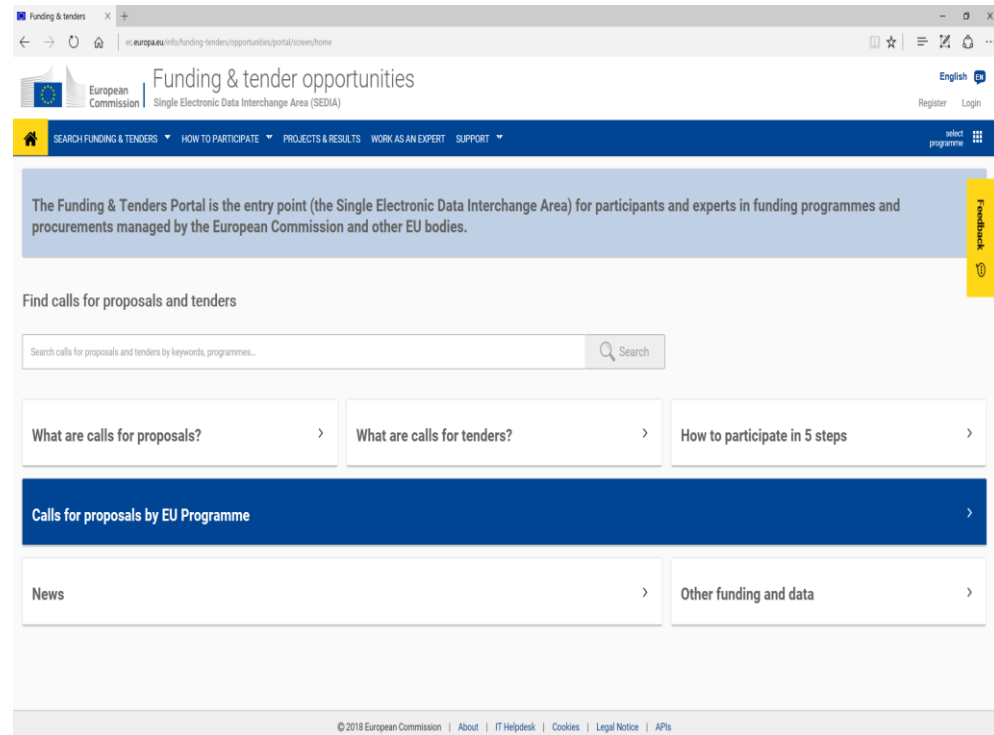 Funding & tenders
ec.europa.eu/info/funding-tenders/opportunities/portal/screen/home
European
Commission
Funding & tender opportunities
Single Electronic Data Interchange Area (SEDIA)
English EN
Register Login
SEARCH FUNDING & TENDERS HOW TO PARTICIPATE PROJECTS & RESULTS WORK AS AN EXPERT SUPPORT
select
programme
The Funding & Tenders Portal is the entry point (the Single Electronic Data Interchange Area) for participants and experts in funding programmes and
procurements managed by the European Commission and other EU bodies.
Feedback
Find calls for proposals and tenders
Search calls for proposals and tenders by keywords, programmes...
Search
What are calls for proposals?
What are calls for tenders?
How to participate in 5 steps
Calls for proposals by EU Programme
News
Other funding and data
© 2018 European Commission | About | IT Helpdesk | Cookies | Legal Notice | APIs